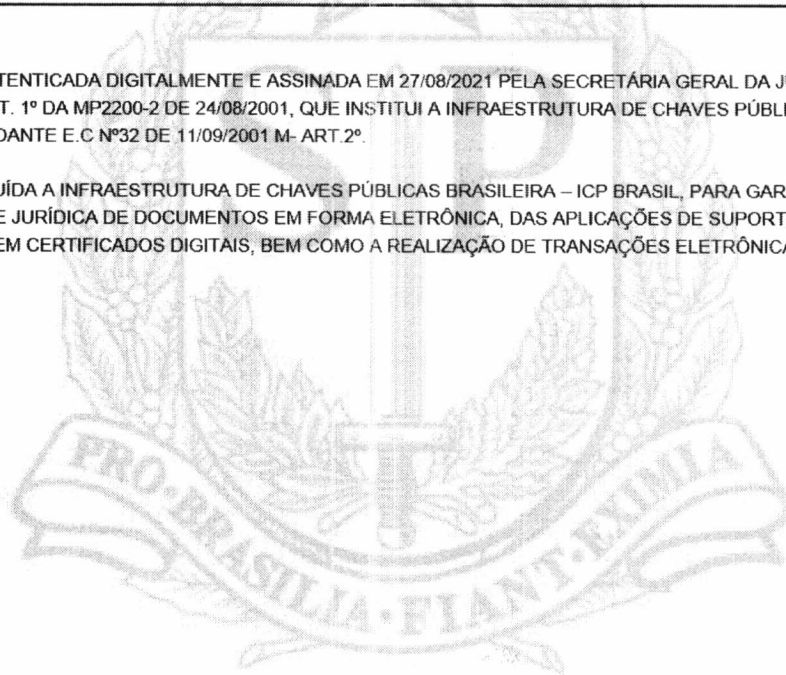 TENTICADA DIGITALMENTE E ASSINADA EM 27/08/2021 PELA SECRETÁRIA GERAL DA J
T. 1º DA MP2200-2 DE 24/08/2001, QUE INSTITUI A INFRAESTRUTURA DE CHAVES PÚBLI
DANTE E.C Nº32 DE 11/09/2001 M- ART.2º.
UÍDA A INFRAESTRUTURA DE CHAVES PÚBLICAS BRASILEIRA – ICP BRASIL, PARA GAR
E JURÍDICA DE DOCUMENTOS EM FORMA ELETRÔNICA, DAS APLICAÇÕES DE SUPORT
EM CERTIFICADOS DIGITAIS, BEM COMO A REALIZAÇÃO DE TRANSAÇÕES ELETRÔNICA
SP
PRO·BRASILIA·FIANT·EXIMIA